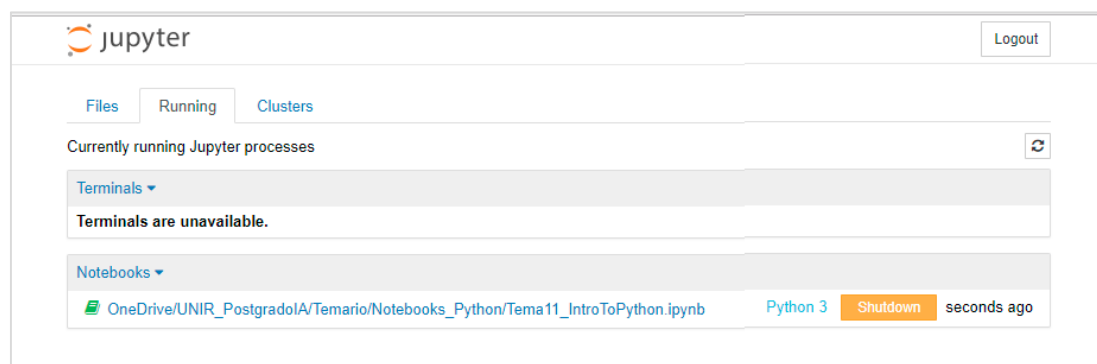 jupyter
Logout
Files Running Clusters
Currently running Jupyter processes
Terminals
Terminals are unavailable.
Notebooks
OneDrive/UNIR_PostgradoIA/Temario/Notebooks_Python/Tema11_IntroToPython.ipynb Python 3 Shutdown seconds ago